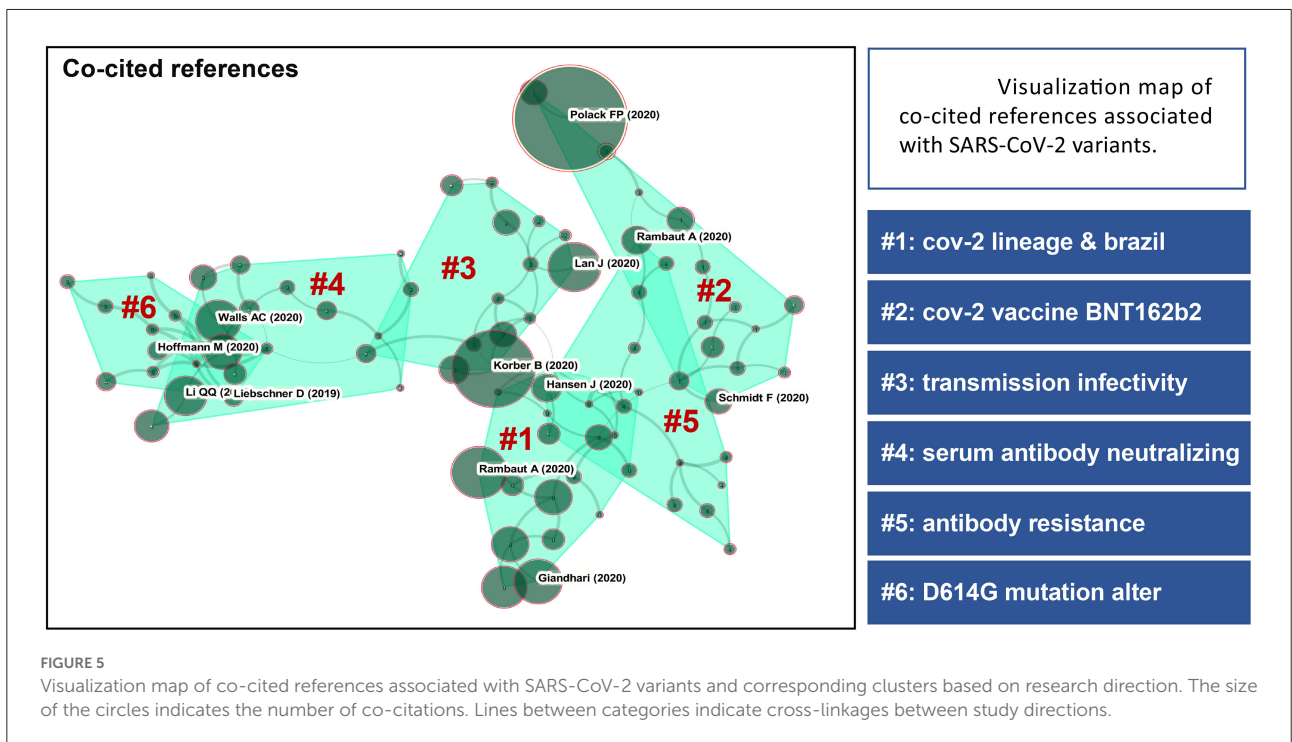 Co-cited references
Polack FP (2020)
Rambaut A (2020)
Lan J (2020)
#3
#4
#2
#6
Walls AC (2020)
Hoffmann M (2020)
Korber B (2020)
Hansen J (2020)
Li QQ (2
Liebschner D (2019)
Schmidt F (2020)
#5
#1
Rambaut A (2020)
Giandhari (2020)
Visualization map of
co-cited references associated
with SARS-CoV-2 variants.
#1: cov-2 lineage & brazil
#2: cov-2 vaccine BNT162b2
#3: transmission infectivity
#4: serum antibody neutralizing
#5: antibody resistance
#6: D614G mutation alter
FIGURE 5
Visualization map of co-cited references associated with SARS-CoV-2 variants and corresponding clusters based on research direction. The size
of the circles indicates the number of co-citations. Lines between categories indicate cross-linkages between study directions.